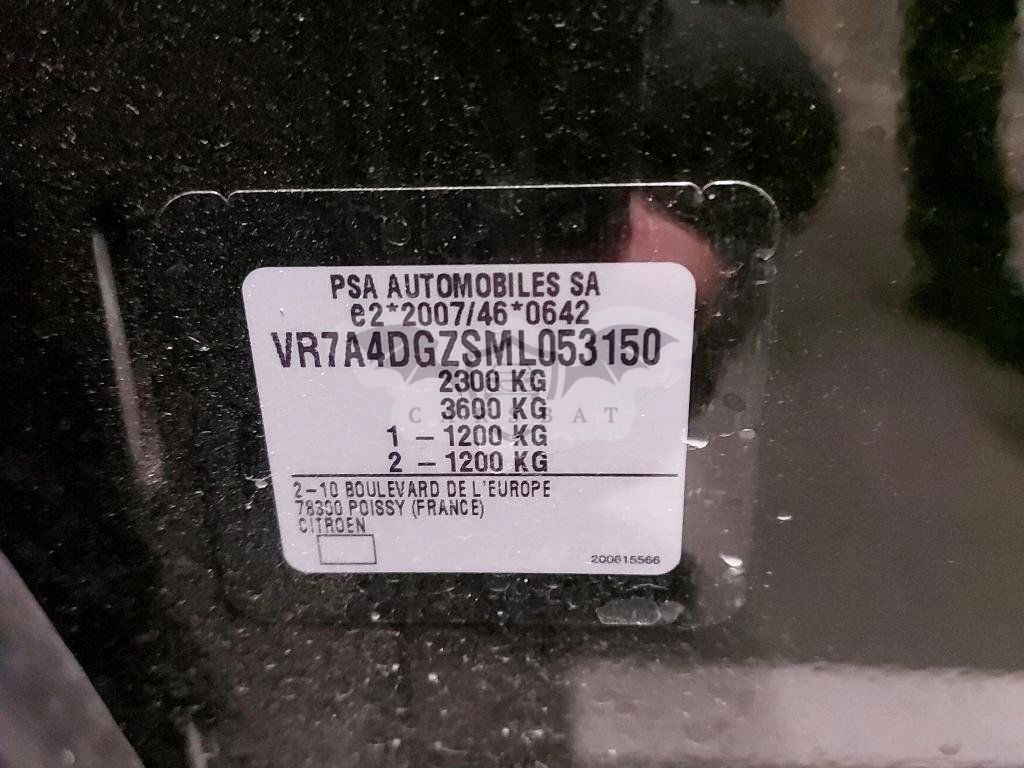 PSA AUTOMOBILES SA
e2*2007/46*0642
VR7A4DGZSML053150
2300 KG
3600 KG
CARSBAT
1 - 1200 KG
2 - 1200 KG
2-10 BOULEVARD DE L'EUROPE
78300 POISSY (FRANCE)
CITROEN
200615566